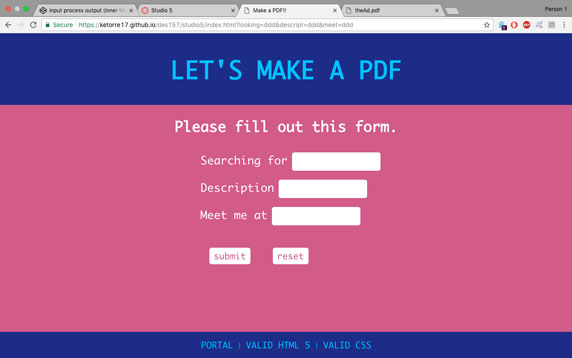 input process output (inner ht
Studio 5
Make a PDF!!
theAd.pdf
Person 1
Secure
https://ketorre17.github.io/des157/studio5/index.html?looking=ddd&descript=ddd&meet=ddd
LET'S MAKE A PDF
Please fill out this form.
Searching for
Description
Meet me at
submit reset
PORTAL | VALID HTML 5 | VALID CSS